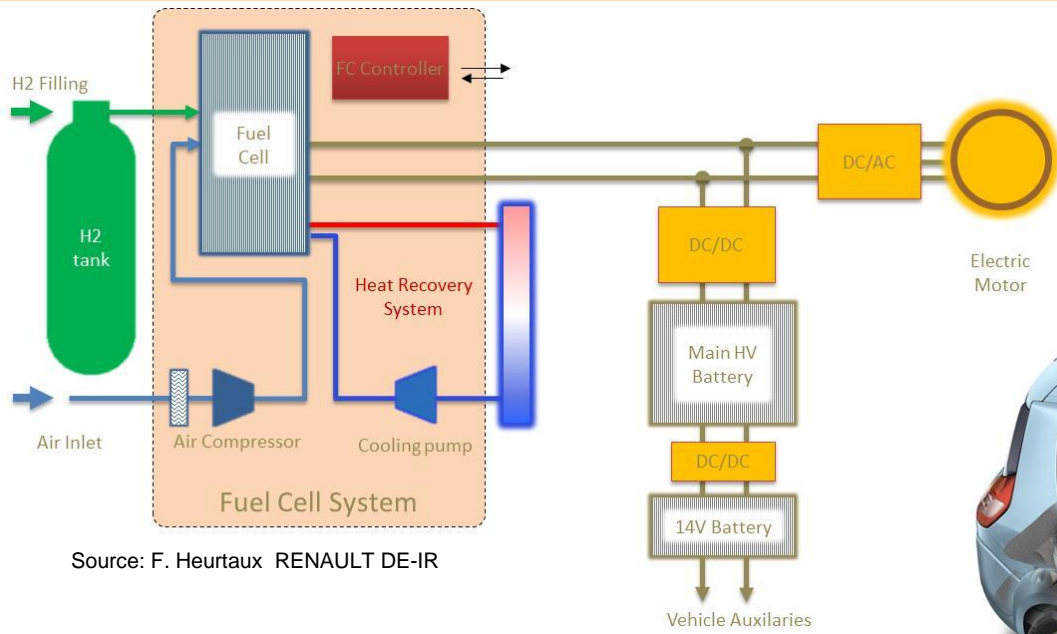 H2 Filling
FC Controller
Fuel
Cell
DC/AC
H2
tank
DC/DC
Electric
Motor
Heat Recovery
System
Main HV
Battery
Air Inlet
Air Compressor
Cooling pump
DC/DC
Fuel Cell System
14V Battery
Source: F. Heurtaux RENAULT DE-IR
Vehicle Auxilaries